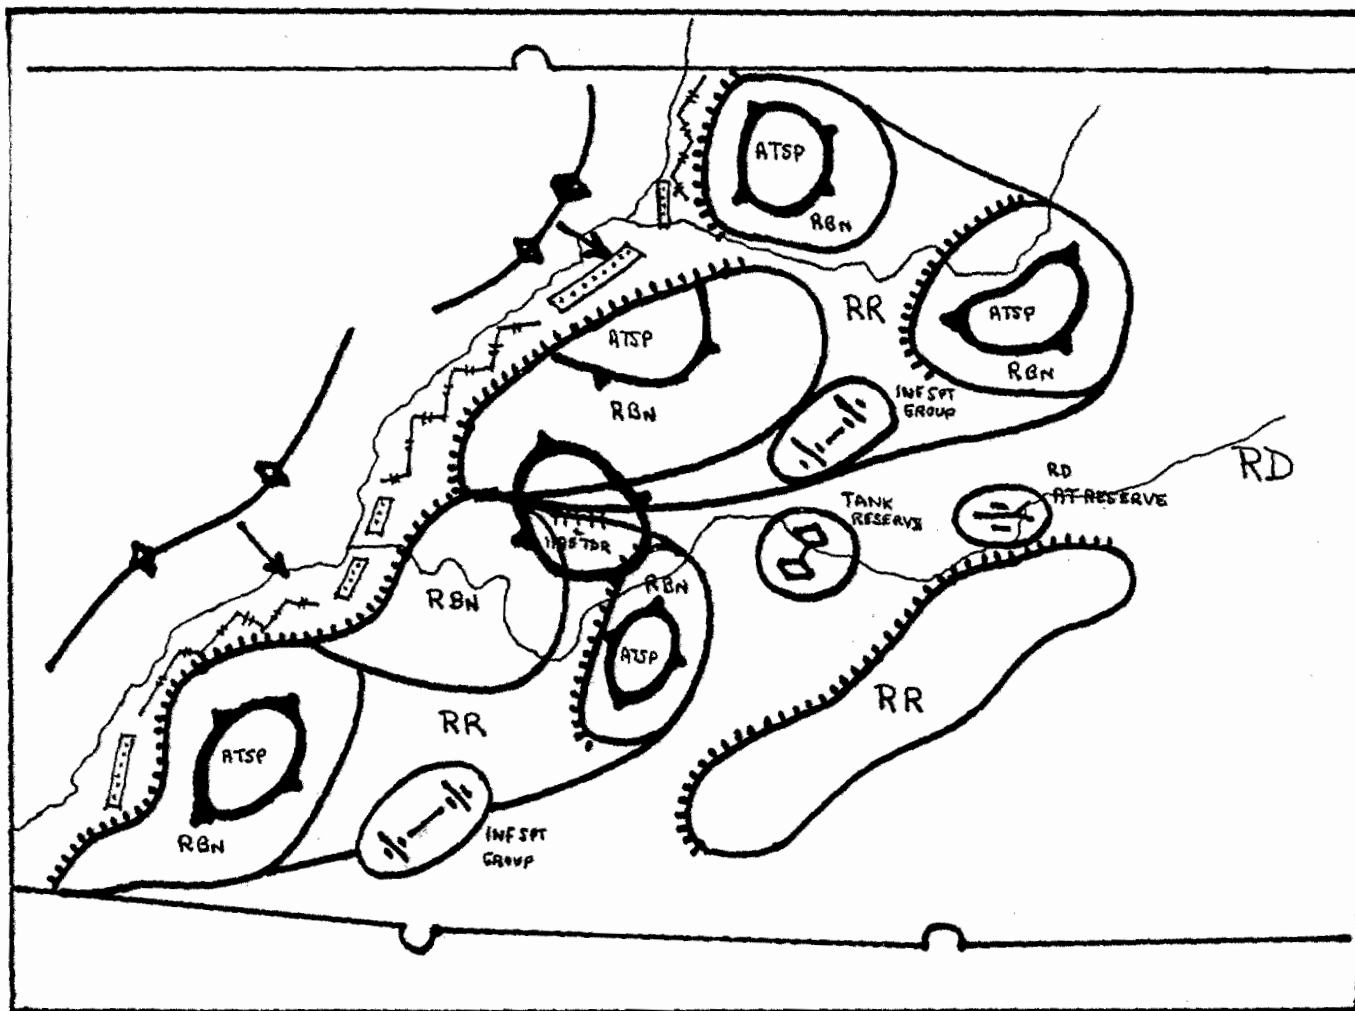 ATSP
RBN
RR
ATSP
RBN
ATSP
RBN
INF SPT
GROUP
RD
RD
AT RESERVE
TANK
RESERVE
RBN
RBN
ATSP
RR
RR
ATSP
RBN
INF SPT
GROUP